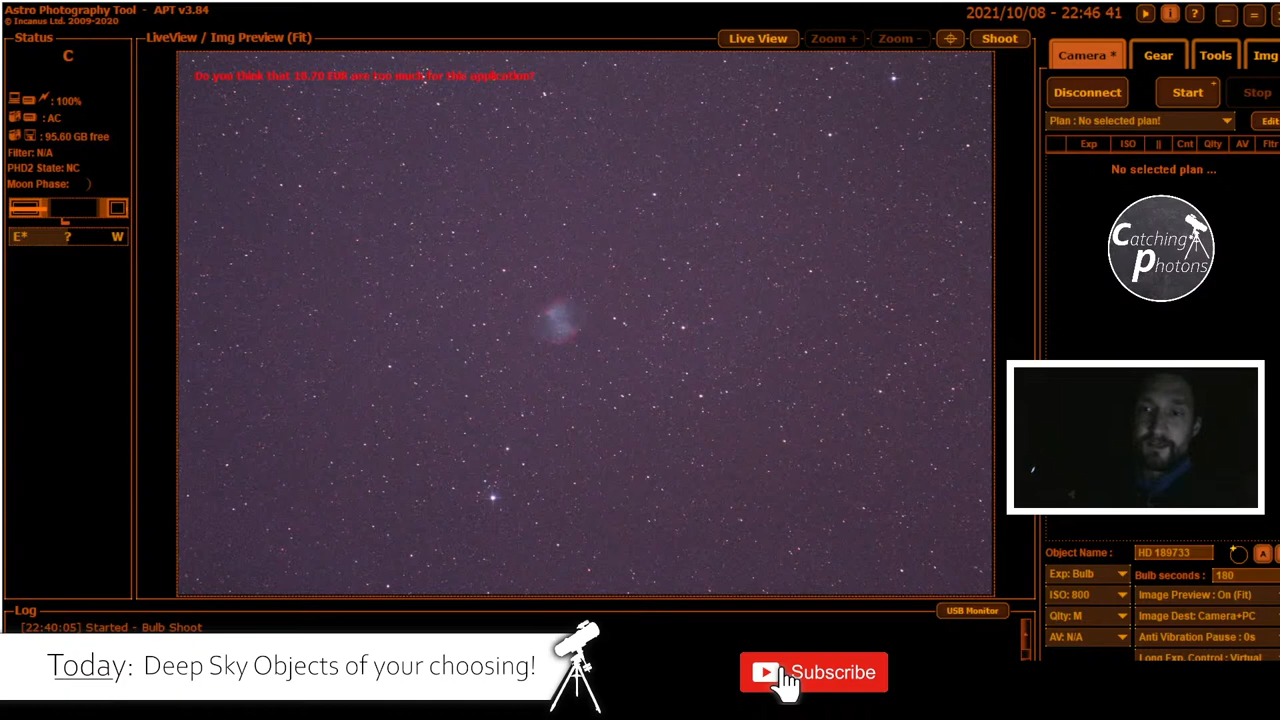 Astro Photography Tool - APT v3.84
© Incanus Ltd. 2009-2020
2021/10/08 - 22:46 41
Status
C
: 100%
: AC
: 95.60 GB free
Filter: N/A
PHD2 State: NC
Moon Phase: )
E* ? W
LiveView / Img Preview (Fit)
Live View Zoom + Zoom - Shoot
Do you think that 18.70 EUR are too much for this application?
Camera * Gear Tools Img
Disconnect Start + Stop
Plan : No selected plan! Edit
Exp ISO || Cnt Qlty AV Fltr
No selected plan ...
Catching
Photons
Object Name : HD 189733 A
Exp: Bulb Bulb seconds : 180
ISO: 800 Image Preview : On (Fit)
Qlty: M Image Dest: Camera+PC
AV: N/A Anti Vibration Pause : 0s
Long Exp. Control : Virtual
Log
USB Monitor
[22:40:05] Started - Bulb Shoot
Today: Deep Sky Objects of your choosing!
Subscribe